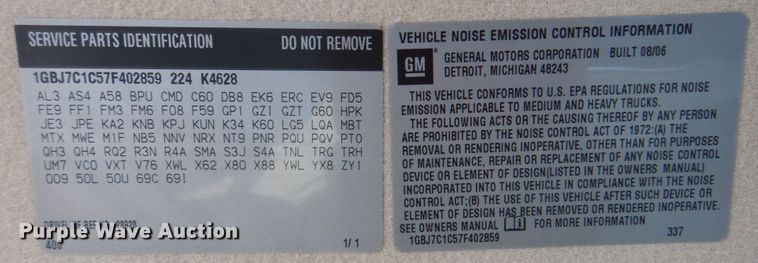 SERVICE PARTS IDENTIFICATION DO NOT REMOVE
1GBJ7C1C57F402859 224 K4628
AL3 AS4 A58 BPU CMD C60 DB8 EK6 ERC EV9 FD5
FE9 FF1 FM3 FM6 F08 F59 GP1 GZ1 GZT G60 HPK
JE3 JPE KA2 KNB KPJ KUN K34 K60 LG5 LQA MBT
MTX MWE M1F NB5 NNV NRX NT9 PNR PQU PQV PTO
QH3 QH4 RQ2 R3N R4A SMA S3J S4A TNL TRG TRH
UM7 VCO VXT V76 XWL X62 X80 X88 YWL YX8 ZY1
009 50L 50U 69C 69I
400 1/1
VEHICLE NOISE EMISSION CONTROL INFORMATION
GM GENERAL MOTORS CORPORATION BUILT 08/06
DETROIT, MICHIGAN 48243
THIS VEHICLE CONFORMS TO U.S. EPA REGULATIONS FOR NOISE
EMISSION APPLICABLE TO MEDIUM AND HEAVY TRUCKS.
THE FOLLOWING ACTS OR THE CAUSING THEREOF BY ANY PERSON
ARE PROHIBITED BY THE NOISE CONTROL ACT OF 1972:(A) THE
REMOVAL OR RENDERING INOPERATIVE, OTHER THAN FOR PURPOSES
OF MAINTENANCE, REPAIR OR REPLACEMENT OF ANY NOISE CONTROL
DEVICE OR ELEMENT OF DESIGN(LISTED IN THE OWNERS MANUAL)
INCORPORATED INTO THIS VEHICLE IN COMPLIANCE WITH THE NOISE
CONTROL ACT;(B) THE USE OF THIS VEHICLE AFTER SUCH DEVICE OR
ELEMENT OF DESIGN HAS BEEN REMOVED OR RENDERED INOPERATIVE.
SEE OWNERS MANUAL FOR MORE INFORMATION
1GBJ7C1C57F402859 337
Purple Wave Auction